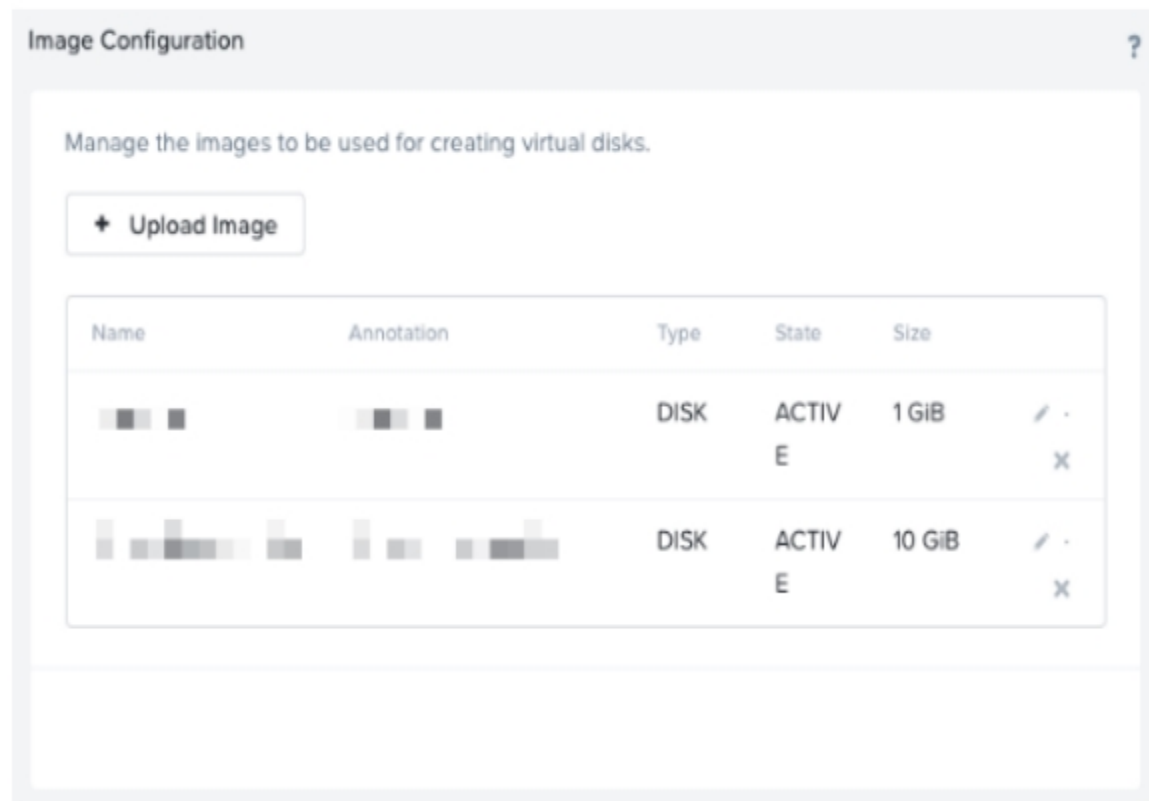 Image Configuration
?
Manage the images to be used for creating virtual disks.
+ Upload Image
Name Annotation Type State Size
DISK ACTIV 1 GiB
E
DISK ACTIV 10 GiB
E